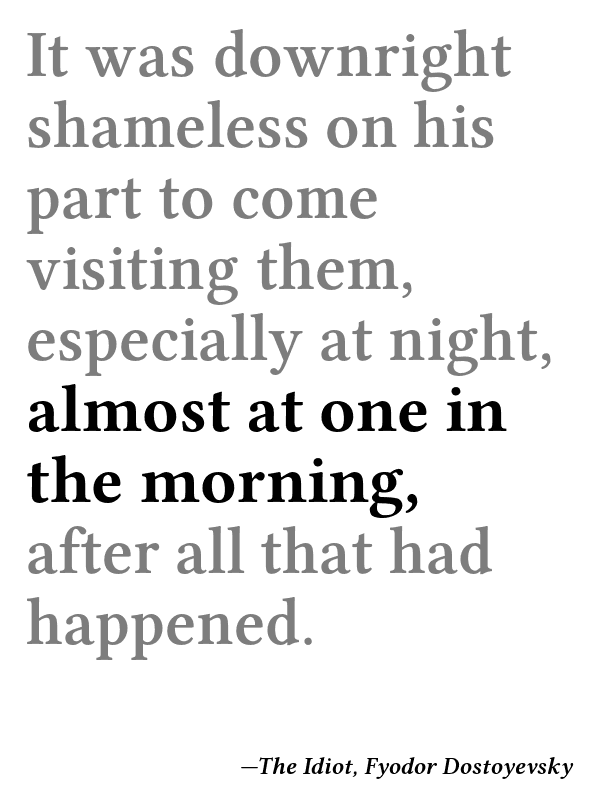 It was downright
shameless on his
part to come
visiting them,
especially at night,
almost at one in
the morning,
after all that had
happened.
—The Idiot, Fyodor Dostoyevsky